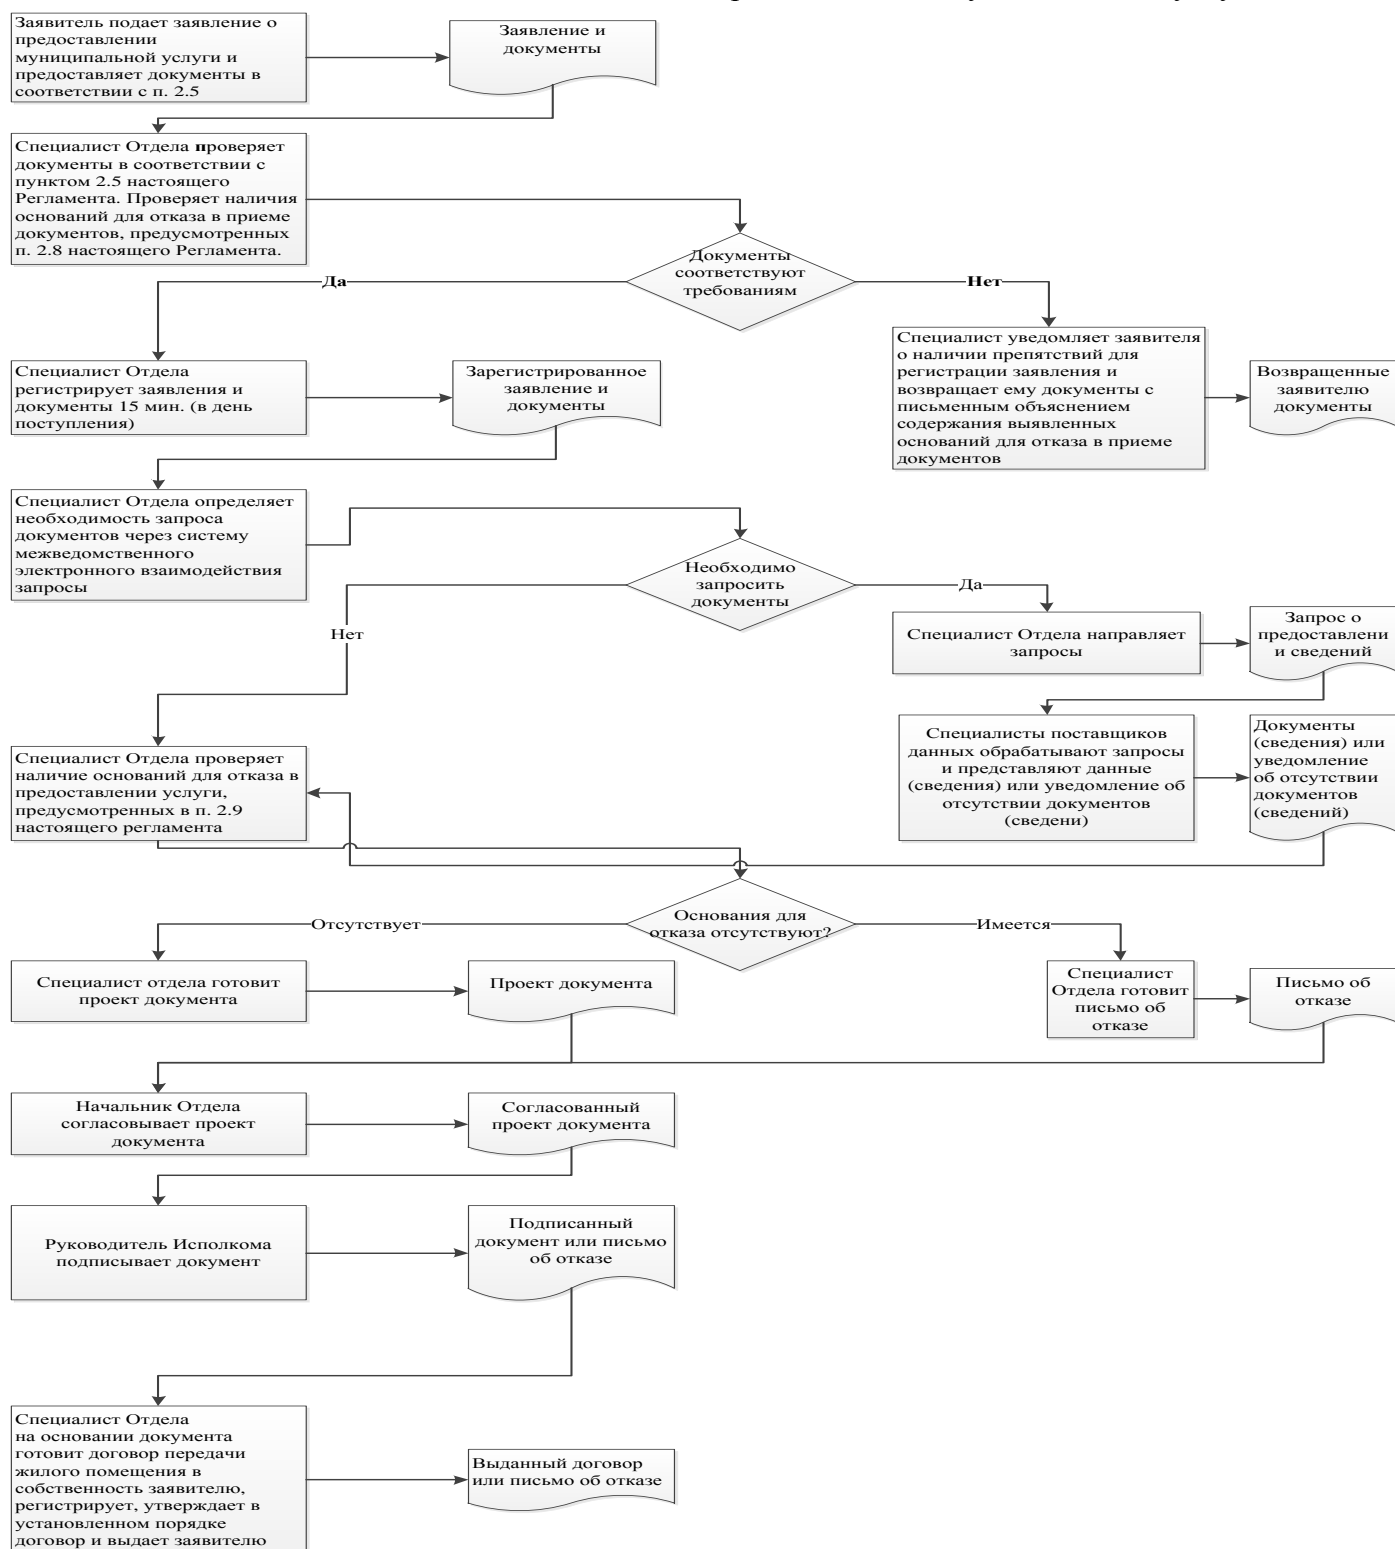 Заявитель подает заявление о
предоставлении
муниципальной услуги и
предоставляет документы в
соответствии с п. 2.5
Заявление и
документы
Специалист Отдела проверяет
документы в соответствии с
пунктом 2.5 настоящего
Регламента. Проверяет наличия
оснований для отказа в приеме
документов, предусмотренных
п. 2.8 настоящего Регламента.
Документы
соответствуют
требованиям
Да
Нет
Специалист Отдела
регистрирует заявления и
документы 15 мин. (в день
поступления)
Зарегистрированное
заявление и
документы
Специалист уведомляет заявителя
о наличии препятствий для
регистрации заявления и
возвращает ему документы с
письменным объяснением
содержания выявленных
оснований для отказа в приеме
документов
Возвращенные
заявителю
документы
Специалист Отдела определяет
необходимость запроса
документов через систему
межведомственного
электронного взаимодействия
запросы
Необходимо
запросить
документы
Да
Нет
Специалист Отдела направляет
запросы
Запрос о
предоставлени
и сведений
Специалисты поставщиков
данных обрабатывают запросы
и представляют данные
(сведения) или уведомление об
отсутствии документов
(сведени)
Документы
(сведения) или
уведомление
об отсутствии
документов
(сведений)
Специалист Отдела проверяет
наличие оснований для отказа в
предоставлении услуги,
предусмотренных в п. 2.9
настоящего регламента
Основания для
отказа отсутствуют?
Отсутствует
Имеется
Специалист отдела готовит
проект документа
Проект документа
Специалист
Отдела готовит
письмо об
отказе
Письмо об
отказе
Начальник Отдела
согласовывает проект
документа
Согласованный
проект документа
Руководитель Исполкома
подписывает документ
Подписанный
документ или письмо
об отказе
Специалист Отдела
на основании документа
готовит договор передачи
жилого помещения в
собственность заявителю,
регистрирует, утверждает в
установленном порядке
договор и выдает заявителю
Выданный договор
или письмо об отказе